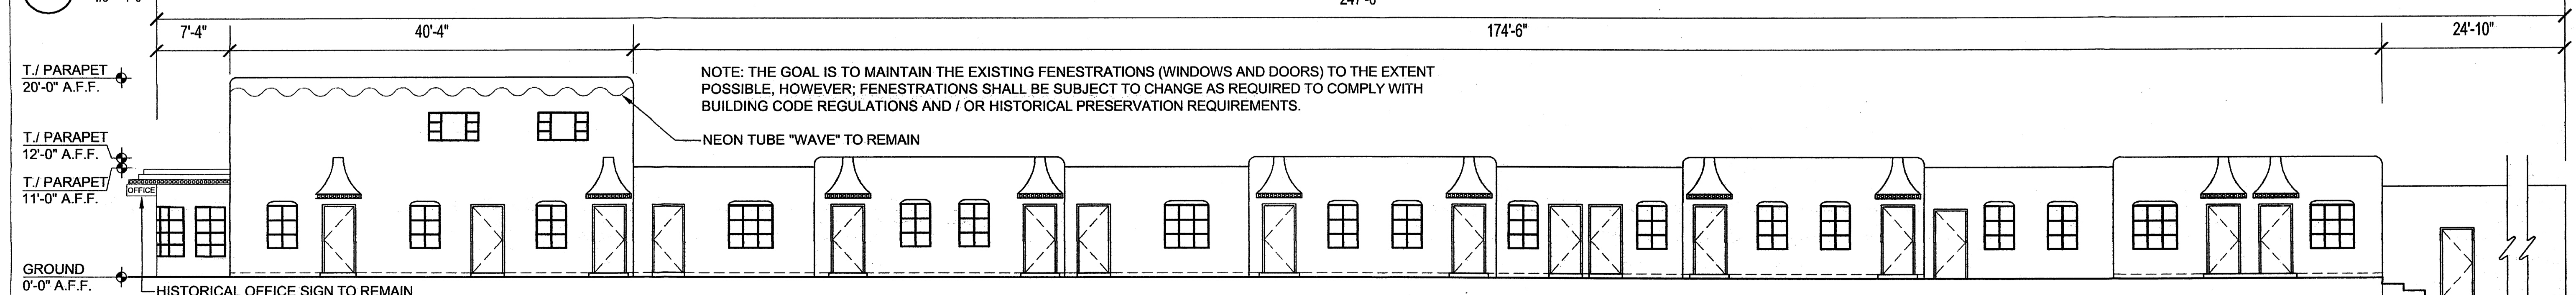 7'-4"
40'-4"
174'-6"
24'-10"
T./ PARAPET
20'-0" A.F.F.
NOTE: THE GOAL IS TO MAINTAIN THE EXISTING FENESTRATIONS (WINDOWS AND DOORS) TO THE EXTENT
POSSIBLE, HOWEVER; FENESTRATIONS SHALL BE SUBJECT TO CHANGE AS REQUIRED TO COMPLY WITH
BUILDING CODE REGULATIONS AND / OR HISTORICAL PRESERVATION REQUIREMENTS.
NEON TUBE "WAVE" TO REMAIN
T./ PARAPET
12'-0" A.F.F.
T./ PARAPET
11'-0" A.F.F.
OFFICE
GROUND
0'-0" A.F.F.
HISTORICAL OFFICE SIGN TO REMAIN